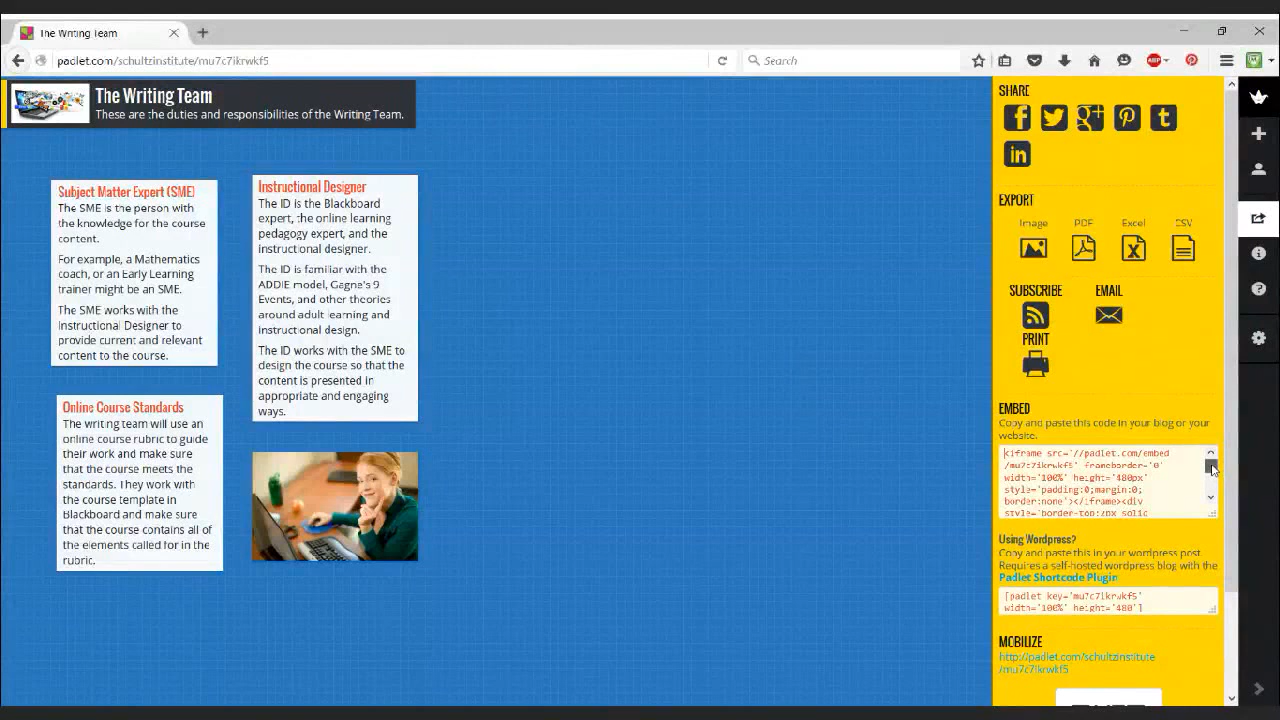 The Writing Team
padlet.com/schultzinstitute/mu7c7ikrwkf5
Search
ABP
The Writing Team
These are the duties and responsibilities of the Writing Team.
Subject Matter Expert (SME)
The SME is the person with
the knowledge for the course
content.
For example, a Mathematics
coach, or an Early Learning
trainer might be an SME.
The SME works with the
Instructional Designer to
provide current and relevant
content to the course.
Online Course Standards
The writing team will use an
online course rubric to guide
their work and make sure
that the course meets the
standards. They work with
the course template in
Blackboard and make sure
that the course contains all of
the elements called for in the
rubric.
Instructional Designer
The ID is the Blackboard
expert, the online learning
pedagogy expert, and the
instructional designer.
The ID is familiar with the
ADDIE model, Gagne's 9
Events, and other theories
around adult learning and
instructional design.
The ID works with the SME to
design the course so that the
content is presented in
appropriate and engaging
ways.
SHARE
EXPORT
Image PDF Excel CSV
SUBSCRIBE EMAIL
PRINT
EMBED
Copy and paste this code in your blog or your
website.
<iframe src='//padlet.com/embed
/mu7c7ikrwkf5' frameborder='0'
width='100%' height='480px'
style='padding:0;margin:0;
border:none'></iframe><div
style='border-top:2px solid
Using Wordpress?
Copy and paste this in your wordpress post.
Requires a self-hosted wordpress blog with the
Padlet Shortcode Plugin
[padlet key='mu7c7ikrwkf5'
width='100%' height='480']
MOBILIZE
http://padlet.com/schultzinstitute
/mu7c7ikrwkf5